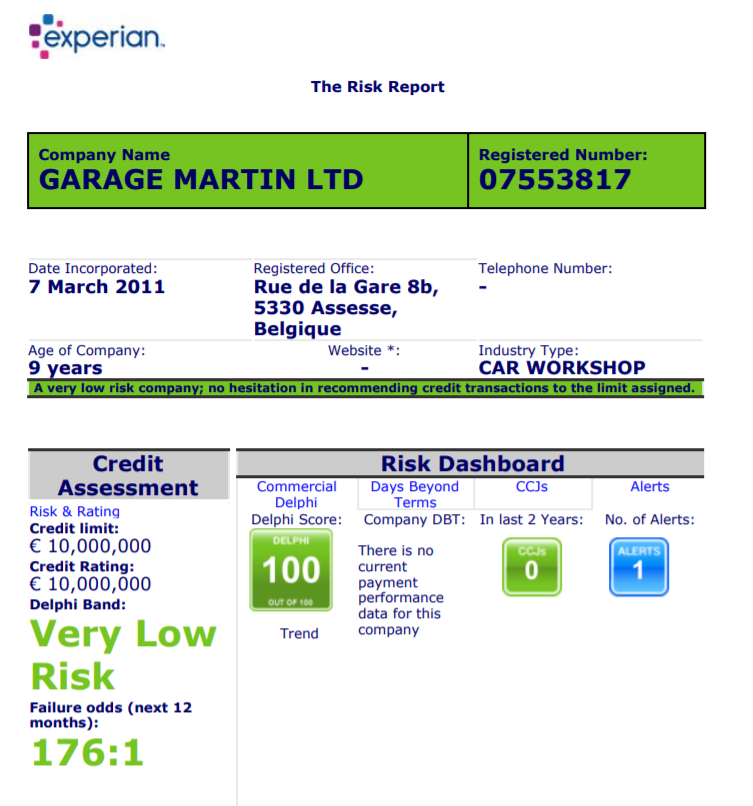 experian.
The Risk Report
Company Name
GARAGE MARTIN LTD
Registered Number:
07553817
Date Incorporated:
7 March 2011
Registered Office:
Rue de la Gare 8b,
5330 Assesse,
Belgique
Telephone Number:
-
Age of Company:
9 years
Website *:
-
Industry Type:
CAR WORKSHOP
A very low risk company; no hesitation in recommending credit transactions to the limit assigned.
Credit
Assessment
Risk & Rating
Credit limit:
€ 10,000,000
Credit Rating:
€ 10,000,000
Delphi Band:
Very Low
Risk
Failure odds (next 12
months):
176:1
Risk Dashboard
Commercial
Delphi
Delphi Score:
DELPHI
100
OUT OF 100
Trend
Days Beyond
Terms
Company DBT:
There is no
current
payment
performance
data for this
company
CCJs
In last 2 Years:
CCJs
0
Alerts
No. of Alerts:
ALERTS
1